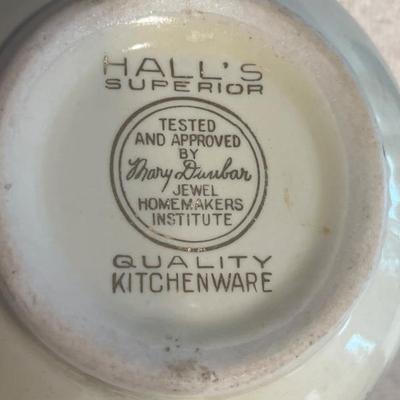 HALL'S
SUPERIOR
TESTED
AND APPROVED
BY
Mary Dunbar
JEWEL
HOMEMAKERS
INSTITUTE
QUALITY
KITCHENWARE